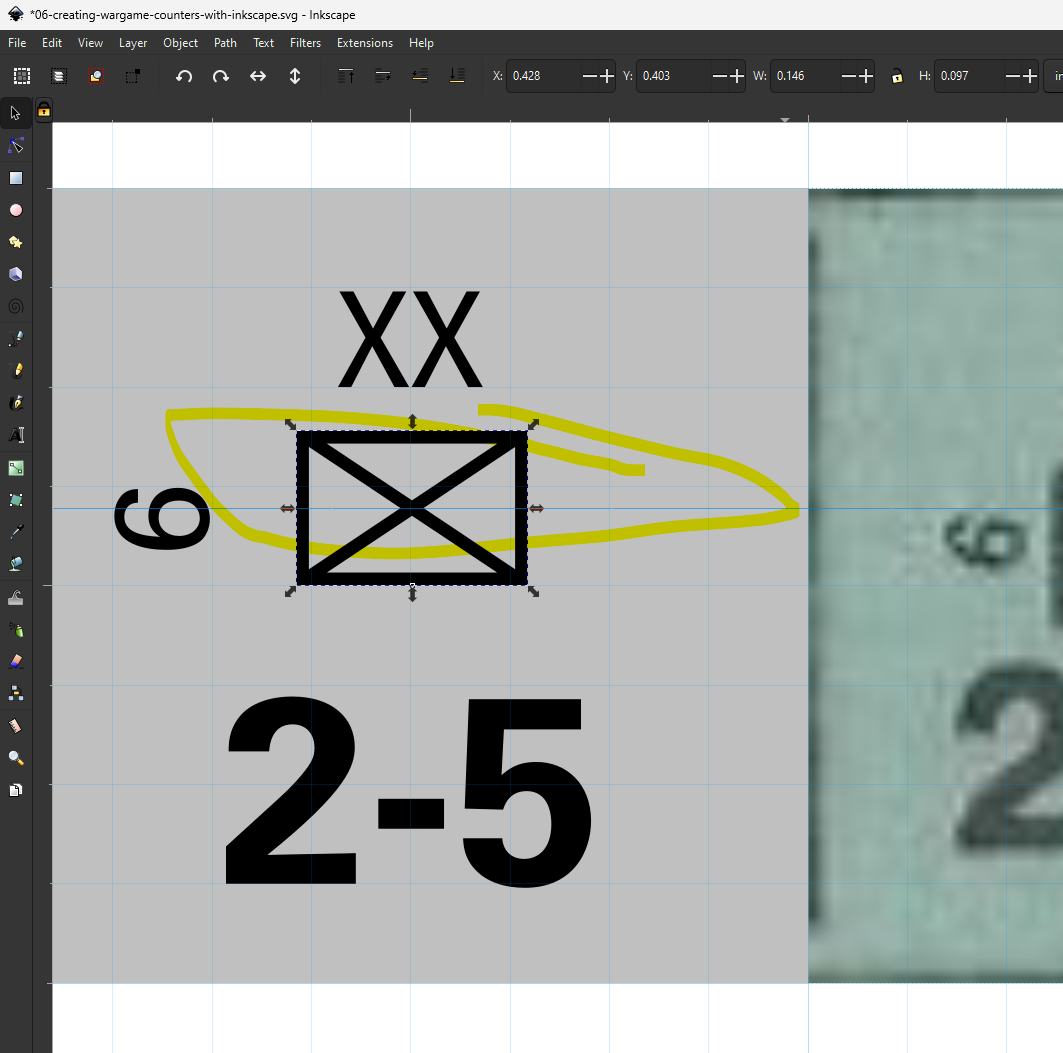 *06-creating-wargame-counters-with-inkscape.svg - Inkscape
File Edit View Layer Object Path Text Filters Extensions Help
X: 0.428 Y: 0.403 W: 0.146 H: 0.097 in
XX
6
6
2-5
2